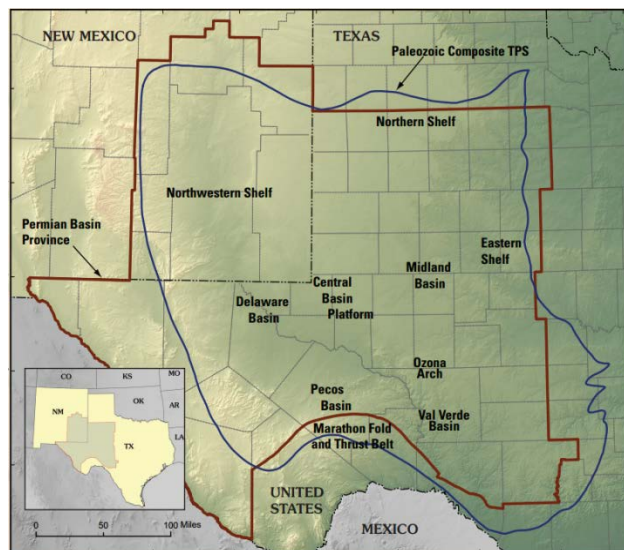 NEW MEXICO
TEXAS
Paleozoic Composite TPS
Northern Shelf
Northwestern Shelf
Permian Basin
Province
Eastern
Shelf
Midland
Basin
Central
Basin
Platform
Delaware
Basin
Ozona
Arch
Pecos
Basin
Val Verde
Basin
Marathon Fold
and Thrust Belt
CO
KS
MO
NM
OK
AR
TX
LA
UNITED
STATES
MEXICO
0
50
100 Miles